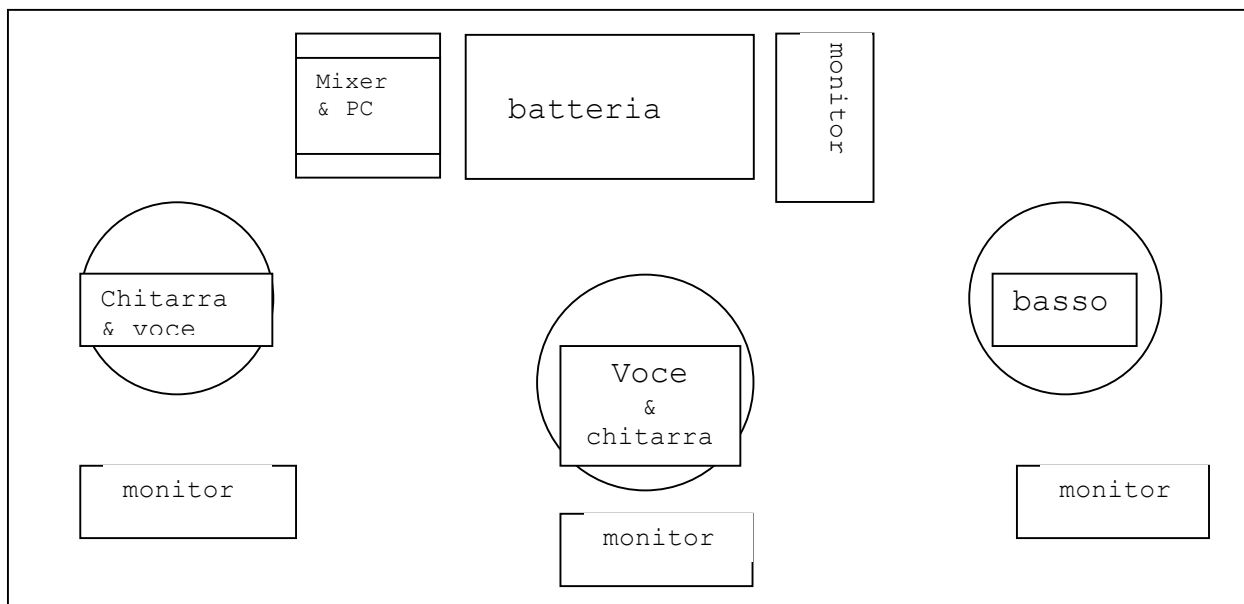 Mixer
& PC
batteria
monitor
Chitarra
& voce
Voce
&
chitarra
basso
monitor
monitor
monitor